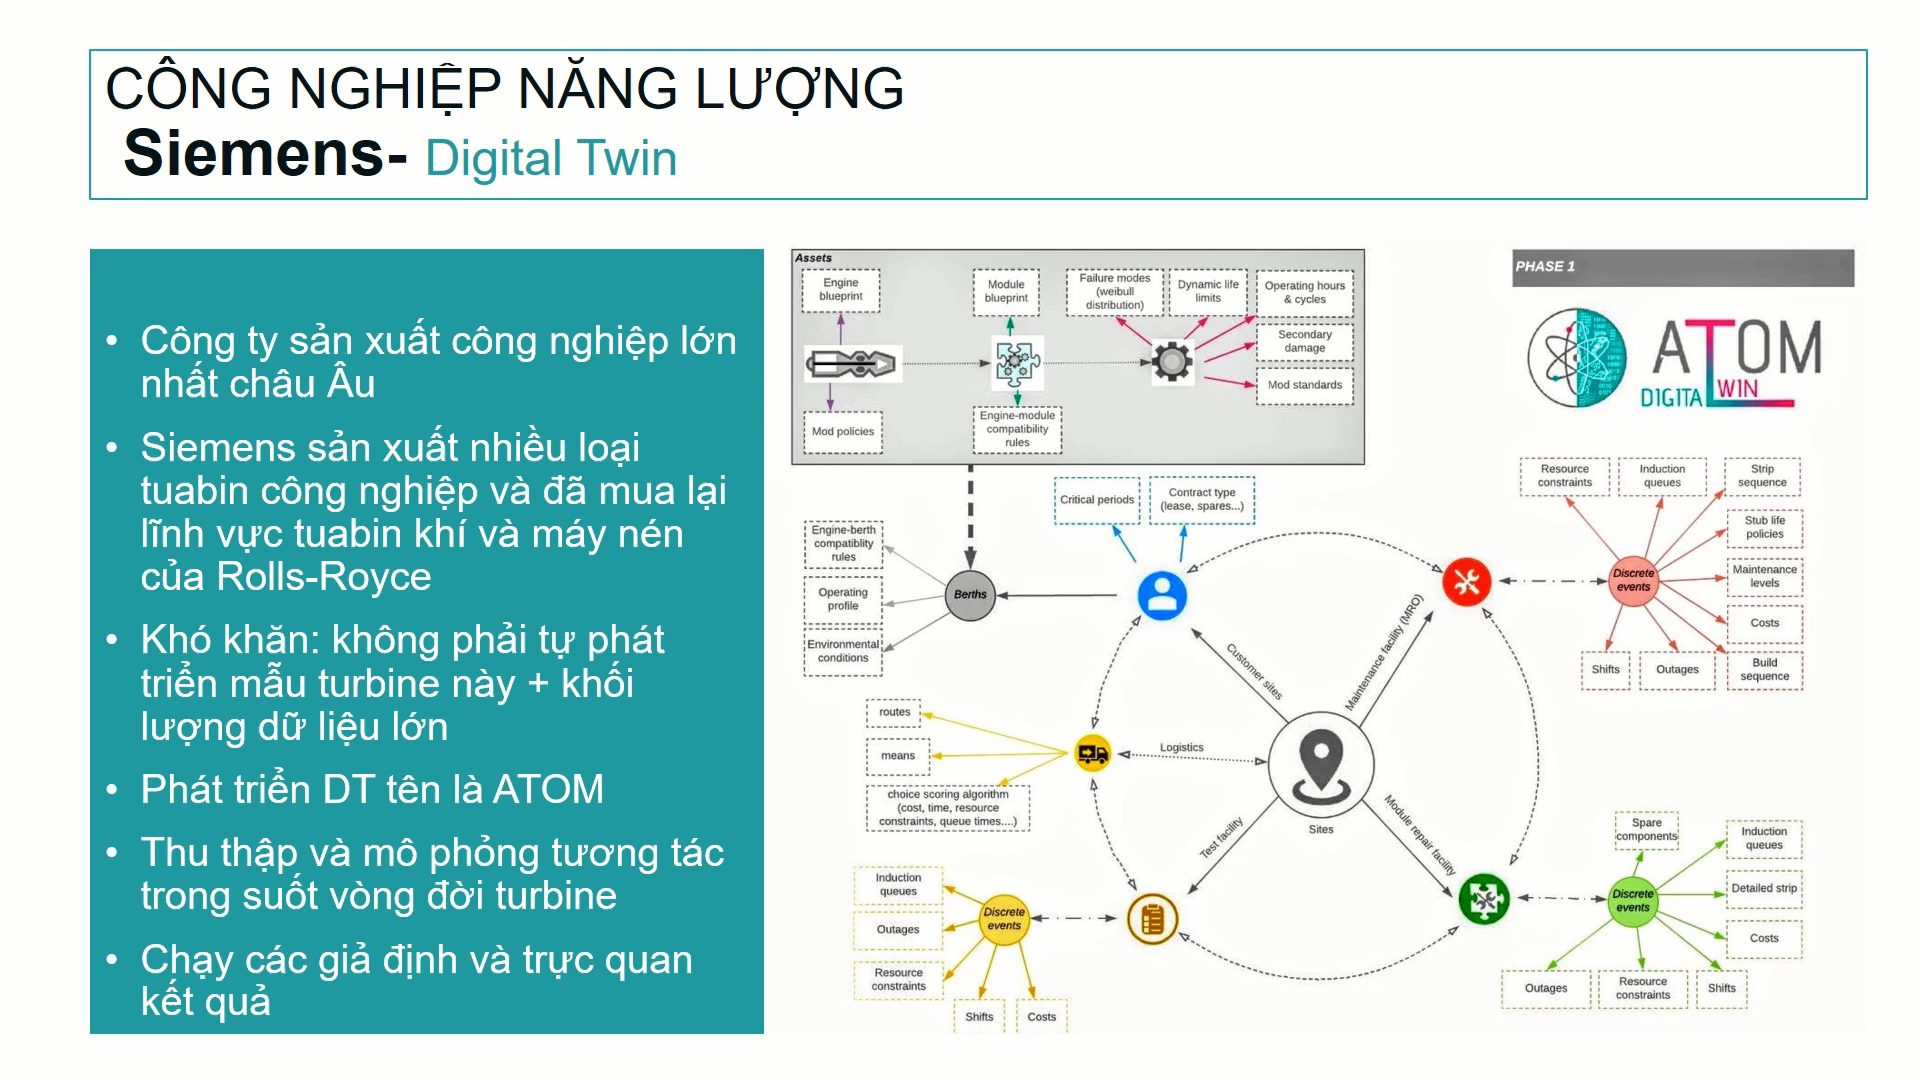 CÔNG NGHIỆP NĂNG LƯỢNG
Siemens- Digital Twin
• Công ty sản xuất công nghiệp lớn
nhất châu Âu
• Siemens sản xuất nhiều loại
tuabin công nghiệp và đã mua lại
lĩnh vực tuabin khí và máy nén
của Rolls-Royce
• Khó khăn: không phải tự phát
triển mẫu turbine này + khối
lượng dữ liệu lớn
• Phát triển DT tên là ATOM
• Thu thập và mô phỏng tương tác
trong suốt vòng đời turbine
• Chạy các giả định và trực quan
kết quả
Assets
Engine
blueprint
Module
blueprint
Failure modes
(weibull
distribution)
Dynamic life
limits
Operating hours
& cycles
Secondary
damage
Mod standards
Mod policies
Engine-module
compatibility
rules
PHASE 1
ATOM
DIGITAL TWIN
Critical periods
Contract type
(lease, spares...)
Engine-berth
compatiblity
rules
Operating
profile
Environmental
conditions
Berths
Customer sites
Maintenance facility (MRO)
Logistics
Sites
Test facility
Module repair facility
routes
means
choice scoring algorithm
(cost, time, resource
constraints, queue times....)
Resource
constraints
Induction
queues
Strip
sequence
Stub life
policies
Maintenance
levels
Costs
Build
sequence
Outages
Shifts
Discrete
events
Induction
queues
Outages
Resource
constraints
Shifts
Costs
Discrete
events
Spare
components
Induction
queues
Detailed strip
Costs
Shifts
Resource
constraints
Outages
Discrete
events